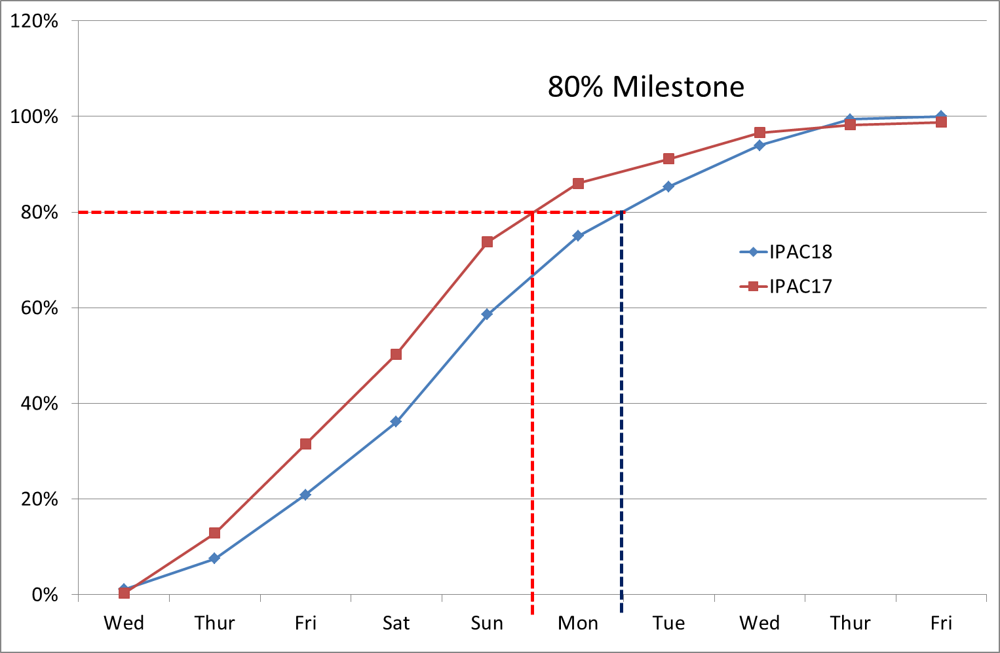 120%
80% Milestone
100%
80%
IPAC18
IPAC17
60%
40%
20%
0%
Wed Thur Fri Sat Sun Mon Tue Wed Thur Fri